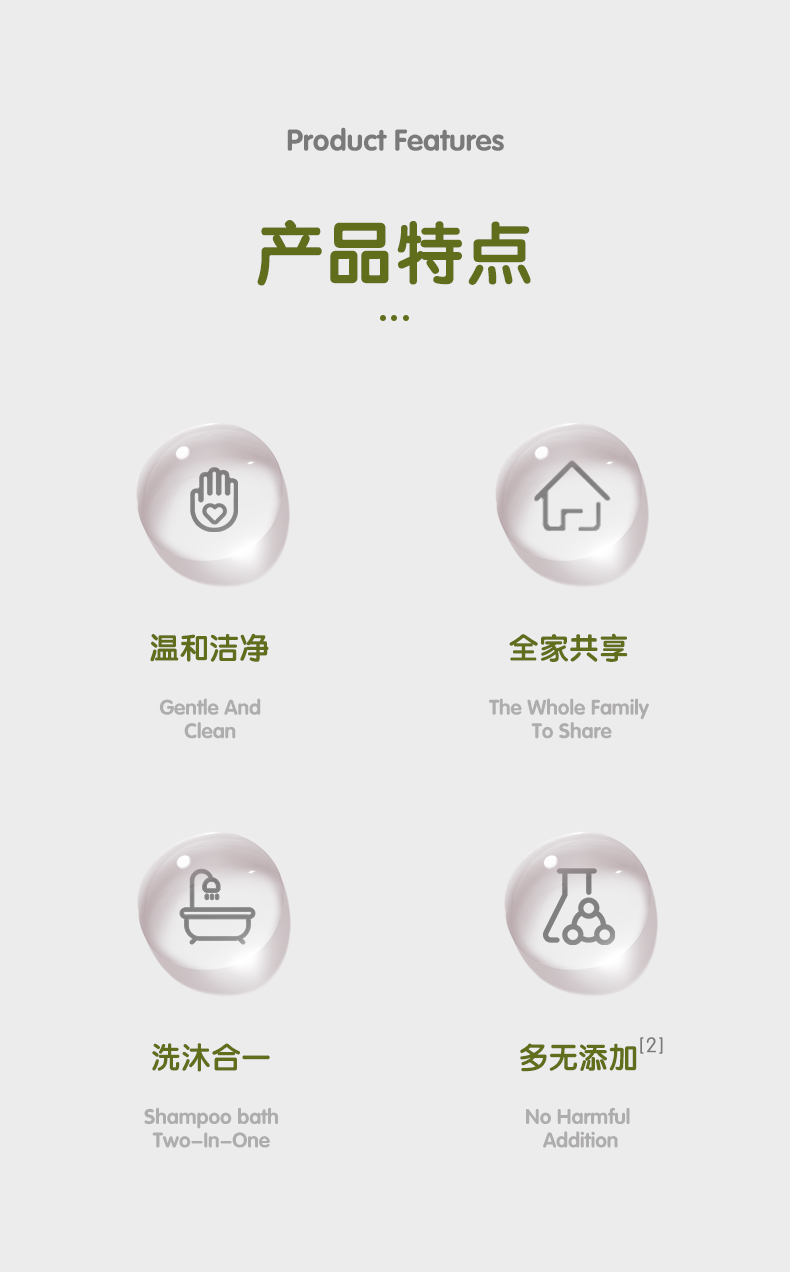 Product Features
产品特点
温和洁净
Gentle And
Clean
全家共享
The Whole Family
To Share
洗沐合一
Shampoo bath
Two-In-One
多无添加[2]
No Harmful
Addition